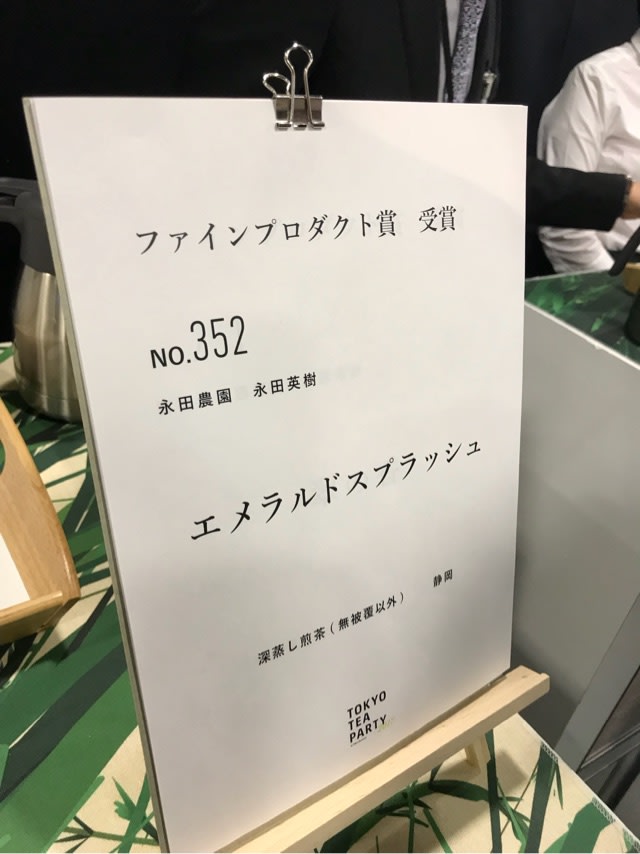 ファインプロダクト賞　受賞
NO.352
永田農園　永田英樹
エメラルドスプラッシュ
深蒸し煎茶(無被覆以外)　静岡
TOKYO
TEA
PARTY